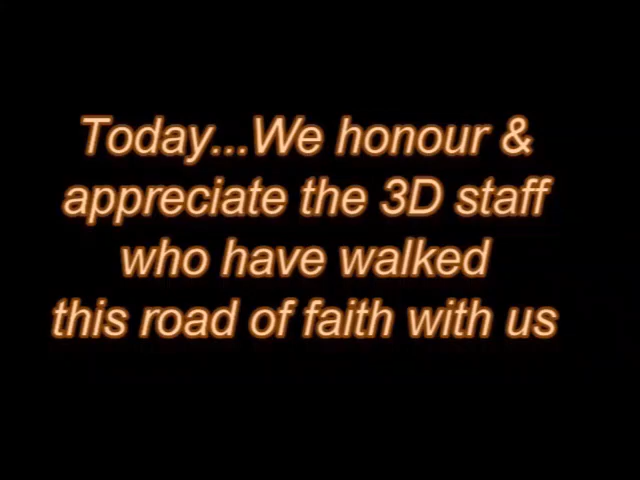 Today...We honour &
appreciate the 3D staff
who have walked
this road of faith with us